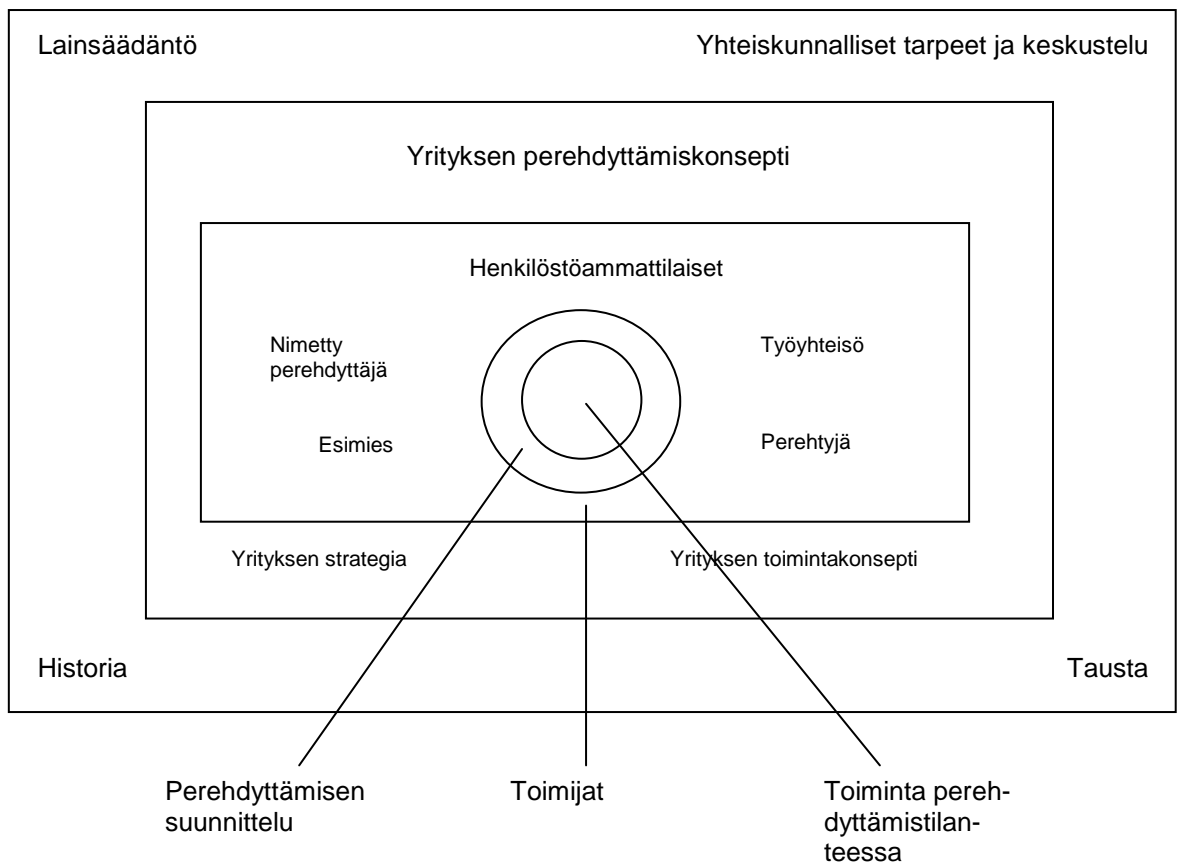 Lainsäädäntö
Yhteiskunnalliset tarpeet ja keskustelu
Yrityksen perehdyttämiskonsepti
Henkilöstöammattilaiset
Nimetty
perehdyttäjä
Työyhteisö
Esimies
Perehtyjä
Yrityksen strategia
Yrityksen toimintakonsepti
Historia
Tausta
Perehdyttämisen
suunnittelu
Toimijat
Toiminta pereh-
dyttämistilan-
teessa